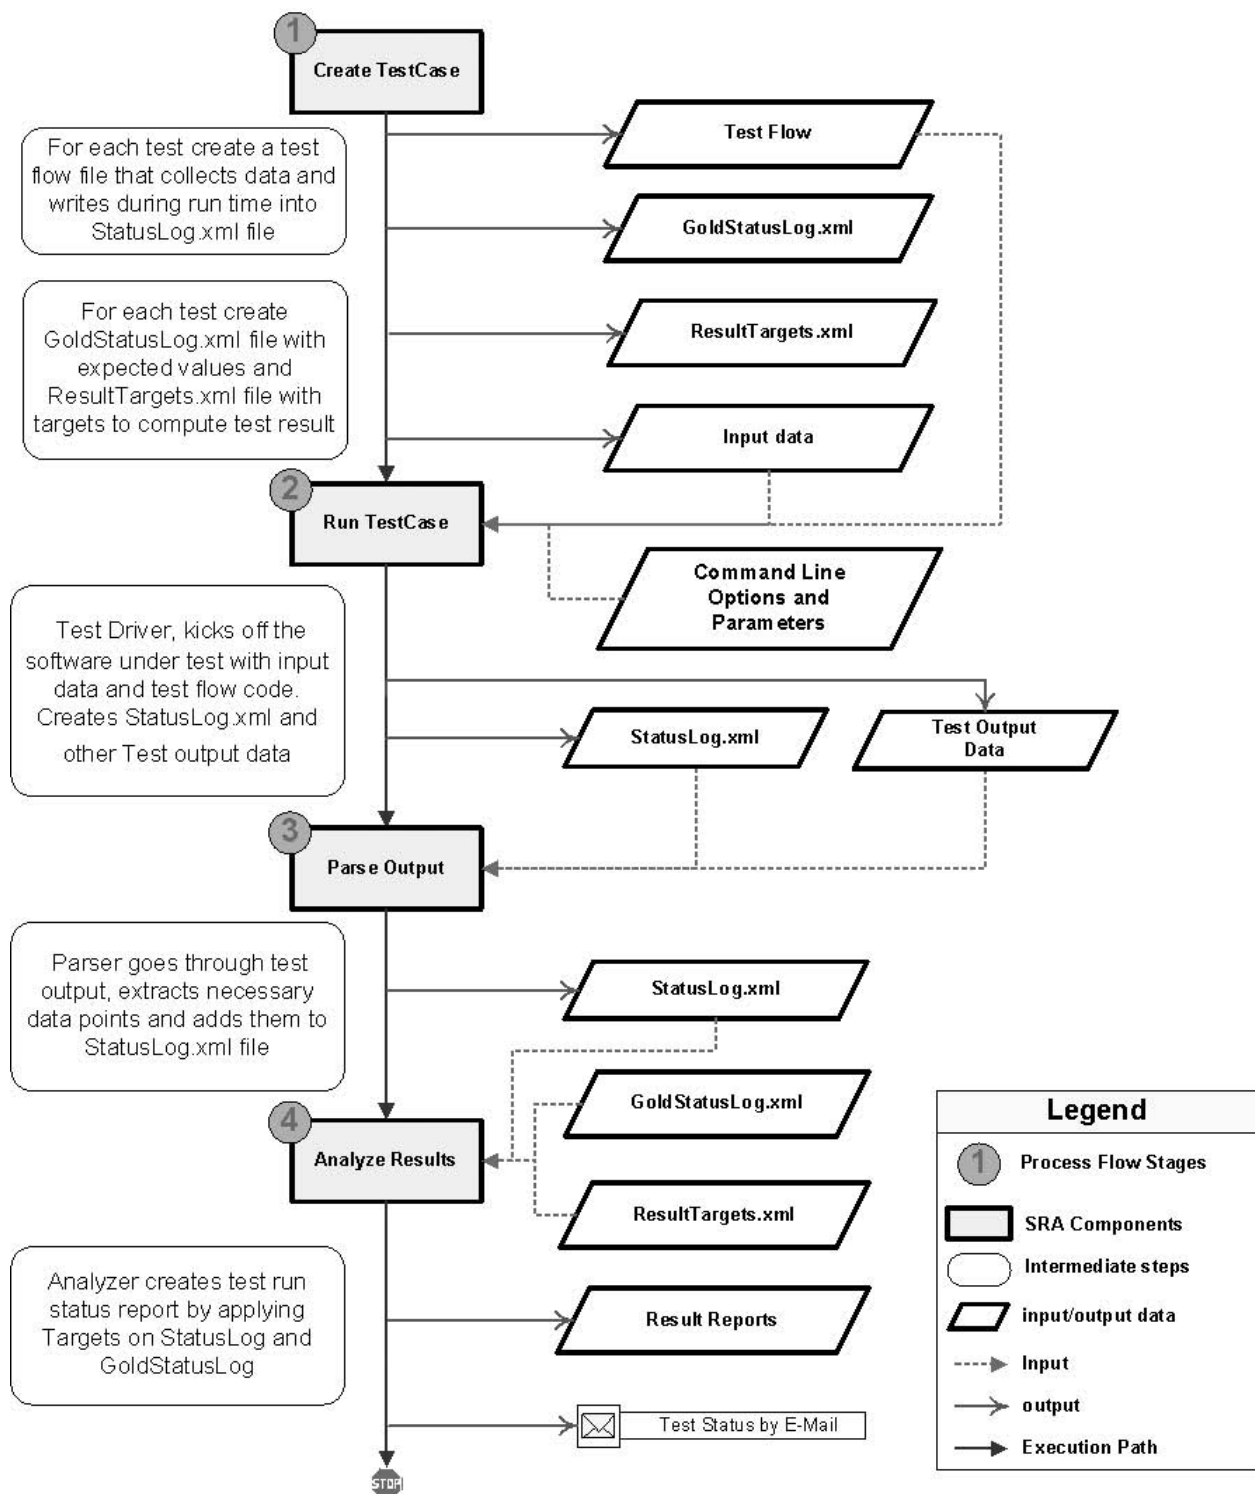 1
Create TestCase
Test Flow
For each test create a test
flow file that collects data and
writes during run time into
StatusLog.xml file
GoldStatusLog.xml
For each test create
GoldStatusLog.xml file with
expected values and
ResultTargets.xml file with
targets to compute test result
ResultTargets.xml
Input data
2
Run TestCase
Command Line
Options and
Parameters
Test Driver, kicks off the
software under test with input
data and test flow code.
Creates StatusLog.xml and
other Test output data
StatusLog.xml
Test Output
Data
3
Parse Output
Parser goes through test
output, extracts necessary
data points and adds them to
StatusLog.xml file
StatusLog.xml
GoldStatusLog.xml
4
Analyze Results
ResultTargets.xml
Analyzer creates test run
status report by applying
Targets on StatusLog and
GoldStatusLog
Result Reports
Test Status by E-Mail
STOP
Legend
1
Process Flow Stages
SRA Components
Intermediate steps
input/output data
Input
output
Execution Path